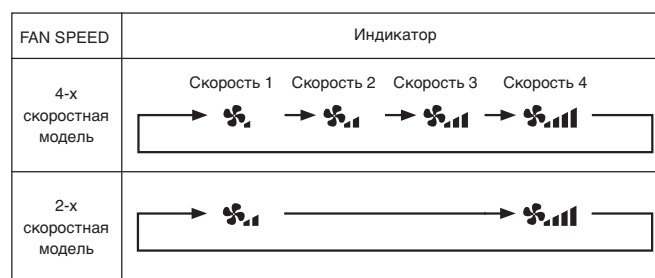 FAN SPEED
Индикатор
4-х
скоростная
модель
Скорость 1 Скорость 2 Скорость 3 Скорость 4
2-х
скоростная
модель